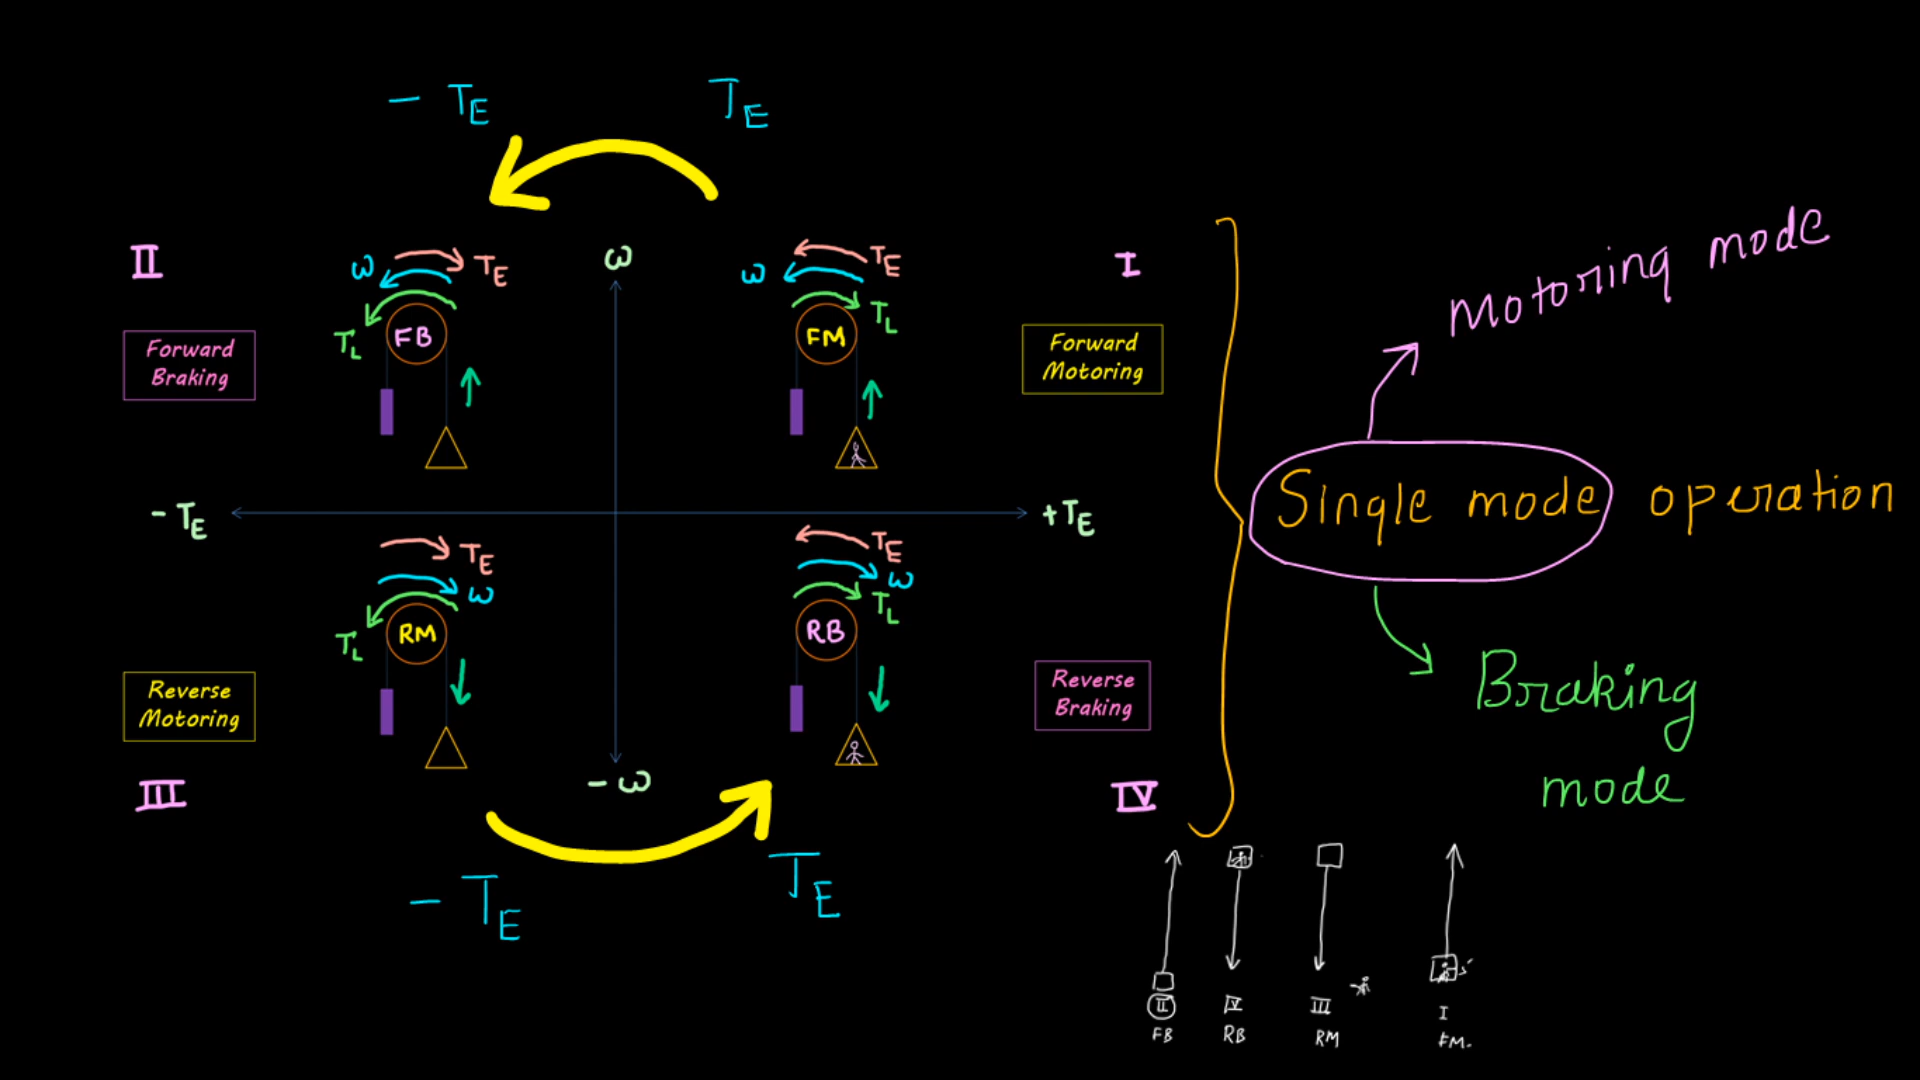 - TE
TE
II
ω
TE
TL
FB
Forward
Braking
ω
ω
TE
TL
FM
I
Forward
Motoring
Motoring mode
Single mode operation
- TE
+TE
TE
ω
TL
RM
Reverse
Motoring
III
- ω
TE
ω
TL
RB
Reverse
Braking
IV
Braking
mode
- TE
TE
II
FB
IV
RB
III
RM
I
FM.